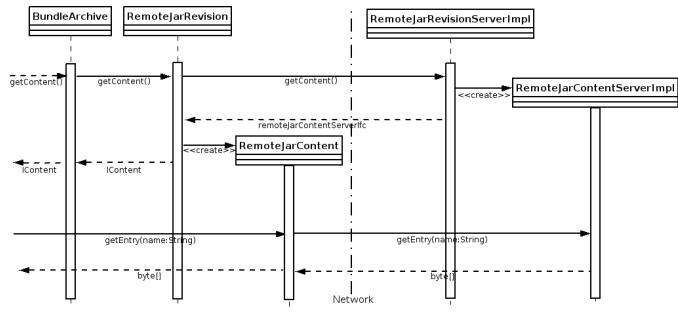 BundleArchive
RemoteJarRevision
RemoteJarRevisionServerImpl
getContent()
getContent()
getContent()
<<create>>
RemoteJarContentServerImpl
remoteJarContentServerIfc
<<create>>
RemoteJarContent
IContent
IContent
getEntry(name:String)
getEntry(name:String)
byte[]
byte[]
Network